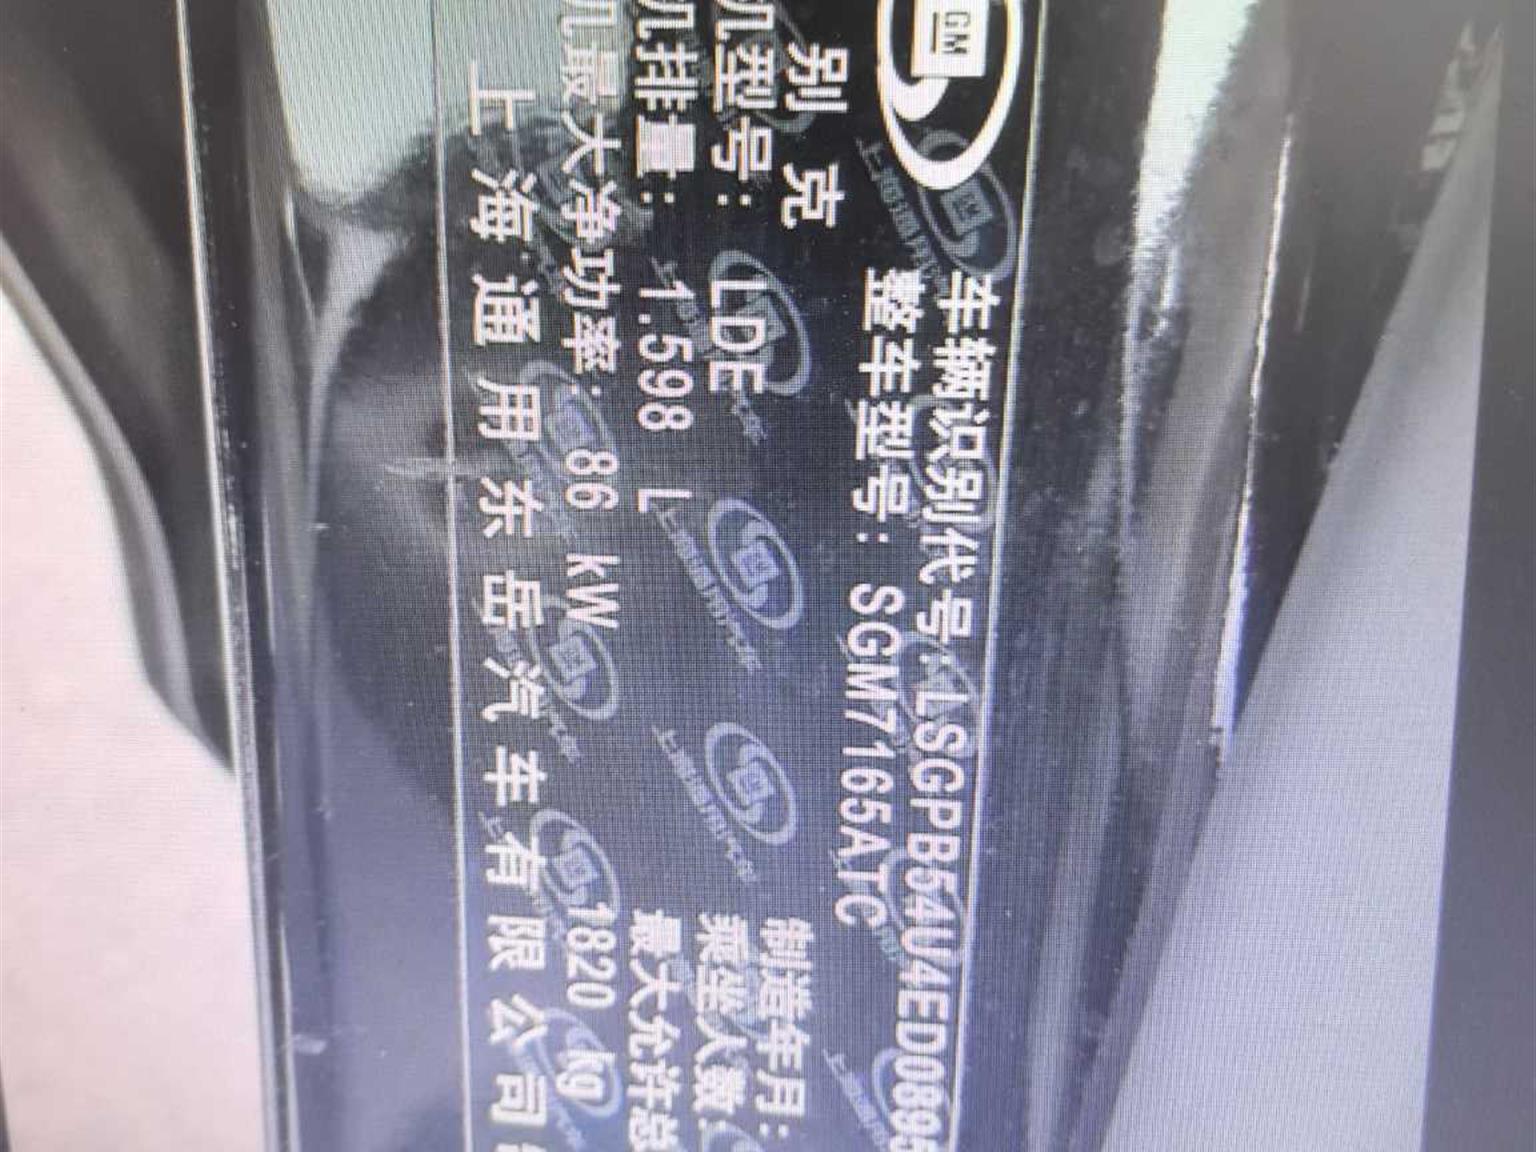 GM
车辆识别代号: LSGPB54U4ED0895
别克 整车型号: SGM7165ATC
机型号: LDE 制造年月:
机排量: 1.598 L 乘坐人数:
机最大净功率: 86 kW 最大允许总
1820 kg
上海通用东岳汽车有限公司